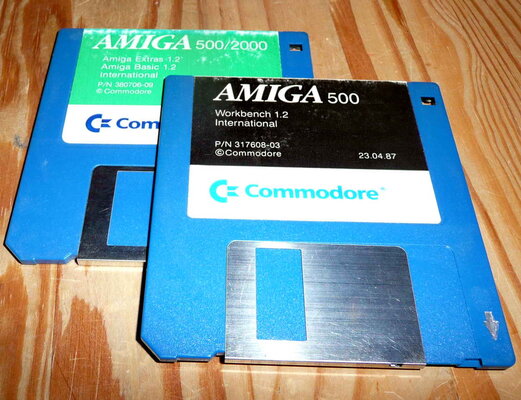 AMIGA 500/2000
Amiga Extras 1.2
Amiga Basic 1.2
International
P/N 380706-09
© Commodore
Com
AMIGA 500
Workbench 1.2
International
P/N 317608-03
© Commodore 23.04.87
Commodore